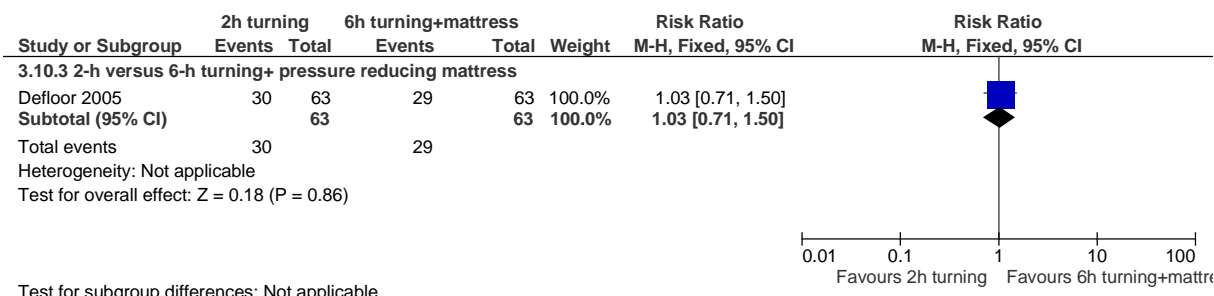 2h turning 6h turning+mattress Risk Ratio Risk Ratio
Study or Subgroup Events Total Events Total Weight M-H, Fixed, 95% CI M-H, Fixed, 95% CI
3.10.3 2-h versus 6-h turning+ pressure reducing mattress
Defloor 2005 30 63 29 63 100.0% 1.03 [0.71, 1.50]
Subtotal (95% CI) 63 63 100.0% 1.03 [0.71, 1.50]
Total events 30 29
Heterogeneity: Not applicable
Test for overall effect: Z = 0.18 (P = 0.86)
0.01 0.1 1 10 100
Favours 2h turning Favours 6h turning+mattre
Test for subgroup differences: Not applicable